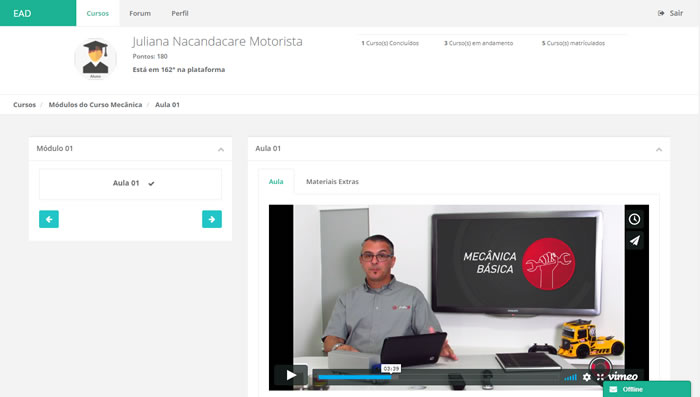 EAD
Cursos
Forum
Perfil
Sair
Juliana Nacandacare Motorista
Pontos: 180
Está em 162º na plataforma
1 Curso(s) Concluídos
3 Curso(s) em andamento
5 Curso(s) matriculados
Aluno
Cursos / Módulos do Curso Mecânica / Aula 01
Módulo 01
Aula 01
Aula 01
Aula
Materiais Extras
MECÂNICA
BÁSICA
03:39
vimeo
Offline